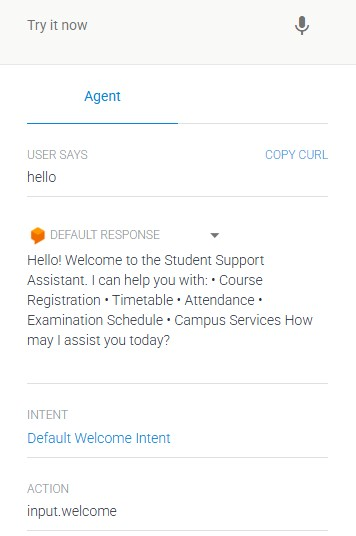 Try it now
Agent
USER SAYS COPY CURL
hello
DEFAULT RESPONSE
Hello! Welcome to the Student Support
Assistant. I can help you with: • Course
Registration • Timetable • Attendance •
Examination Schedule • Campus Services How
may I assist you today?
INTENT
Default Welcome Intent
ACTION
input.welcome